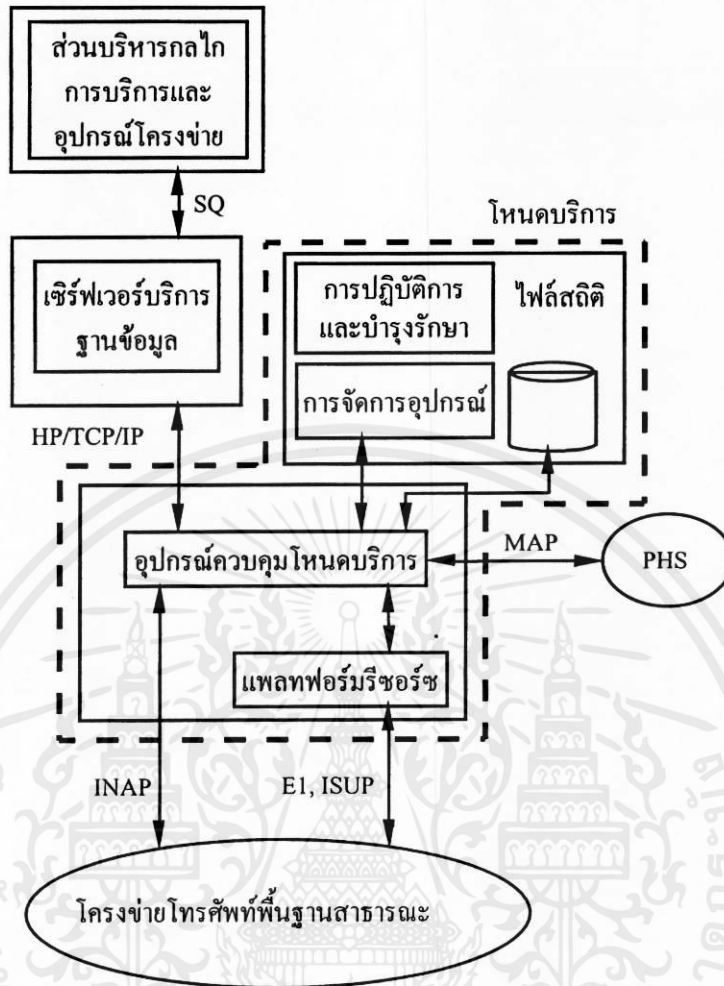 ส่วนบริหารกลไก
การบริการและ
อุปกรณ์โครงข่าย
SQ
โหนดบริการ
เซิร์ฟเวอร์บริการ
ฐานข้อมูล
การปฏิบัติการ
และบำรุงรักษา
ไฟล์สถิติ
การจัดการอุปกรณ์
HP/TCP/IP
อุปกรณ์ควบคุมโหนดบริการ
MAP
PHS
แพลทฟอร์มรีซอร์ซ
INAP
E1, ISUP
โครงข่ายโทรศัพท์พื้นฐานสาธารณะ